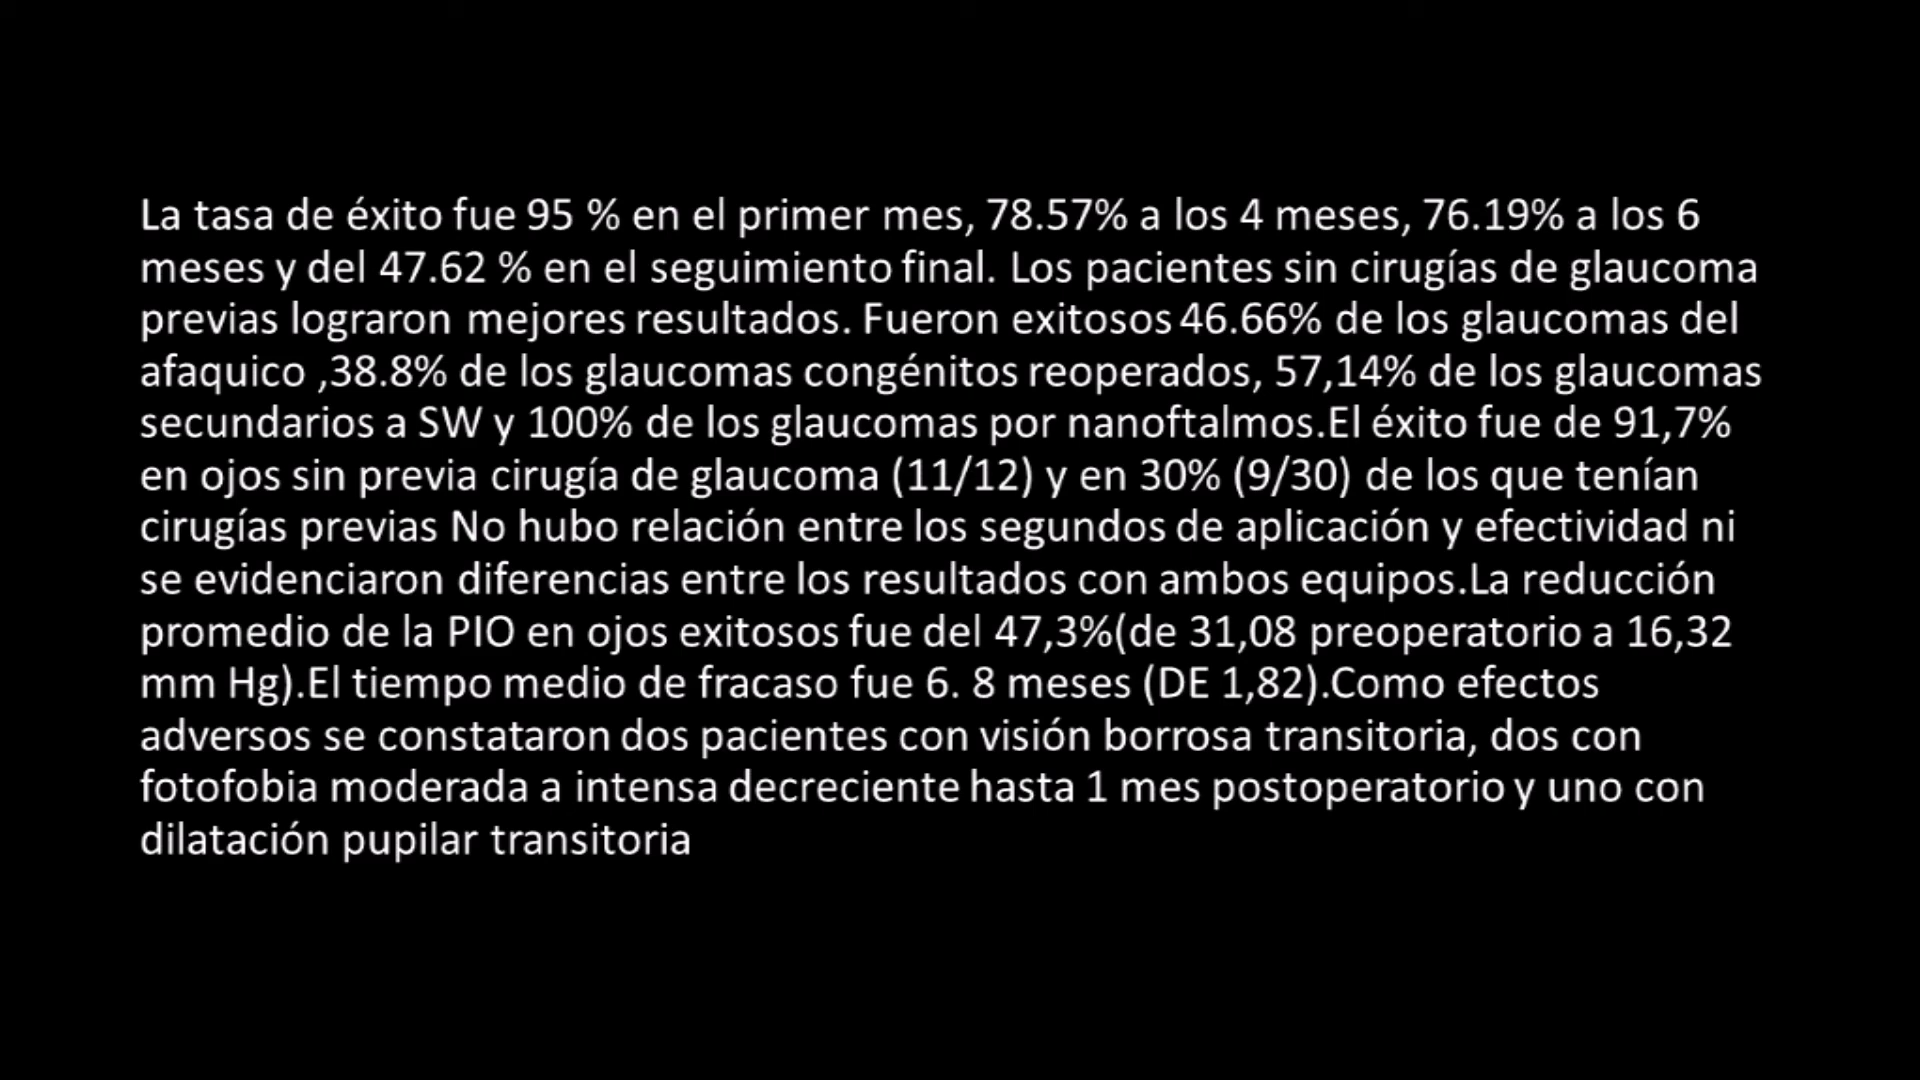 La tasa de éxito fue 95 % en el primer mes, 78.57% a los 4 meses, 76.19% a los 6
meses y del 47.62 % en el seguimiento final. Los pacientes sin cirugías de glaucoma
previas lograron mejores resultados. Fueron exitosos 46.66% de los glaucomas del
afaquico ,38.8% de los glaucomas congénitos reoperados, 57,14% de los glaucomas
secundarios a SW y 100% de los glaucomas por nanoftalmos.El éxito fue de 91,7%
en ojos sin previa cirugía de glaucoma (11/12) y en 30% (9/30) de los que tenían
cirugías previas No hubo relación entre los segundos de aplicación y efectividad ni
se evidenciaron diferencias entre los resultados con ambos equipos.La reducción
promedio de la PIO en ojos exitosos fue del 47,3%(de 31,08 preoperatorio a 16,32
mm Hg).El tiempo medio de fracaso fue 6. 8 meses (DE 1,82).Como efectos
adversos se constataron dos pacientes con visión borrosa transitoria, dos con
fotofobia moderada a intensa decreciente hasta 1 mes postoperatorio y uno con
dilatación pupilar transitoria